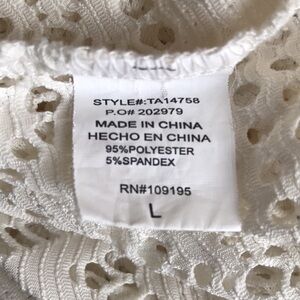 STYLE#:TA14758
P.O# 202979
MADE IN CHINA
HECHO EN CHINA
95%POLYESTER
5%SPANDEX
RN#109195
L